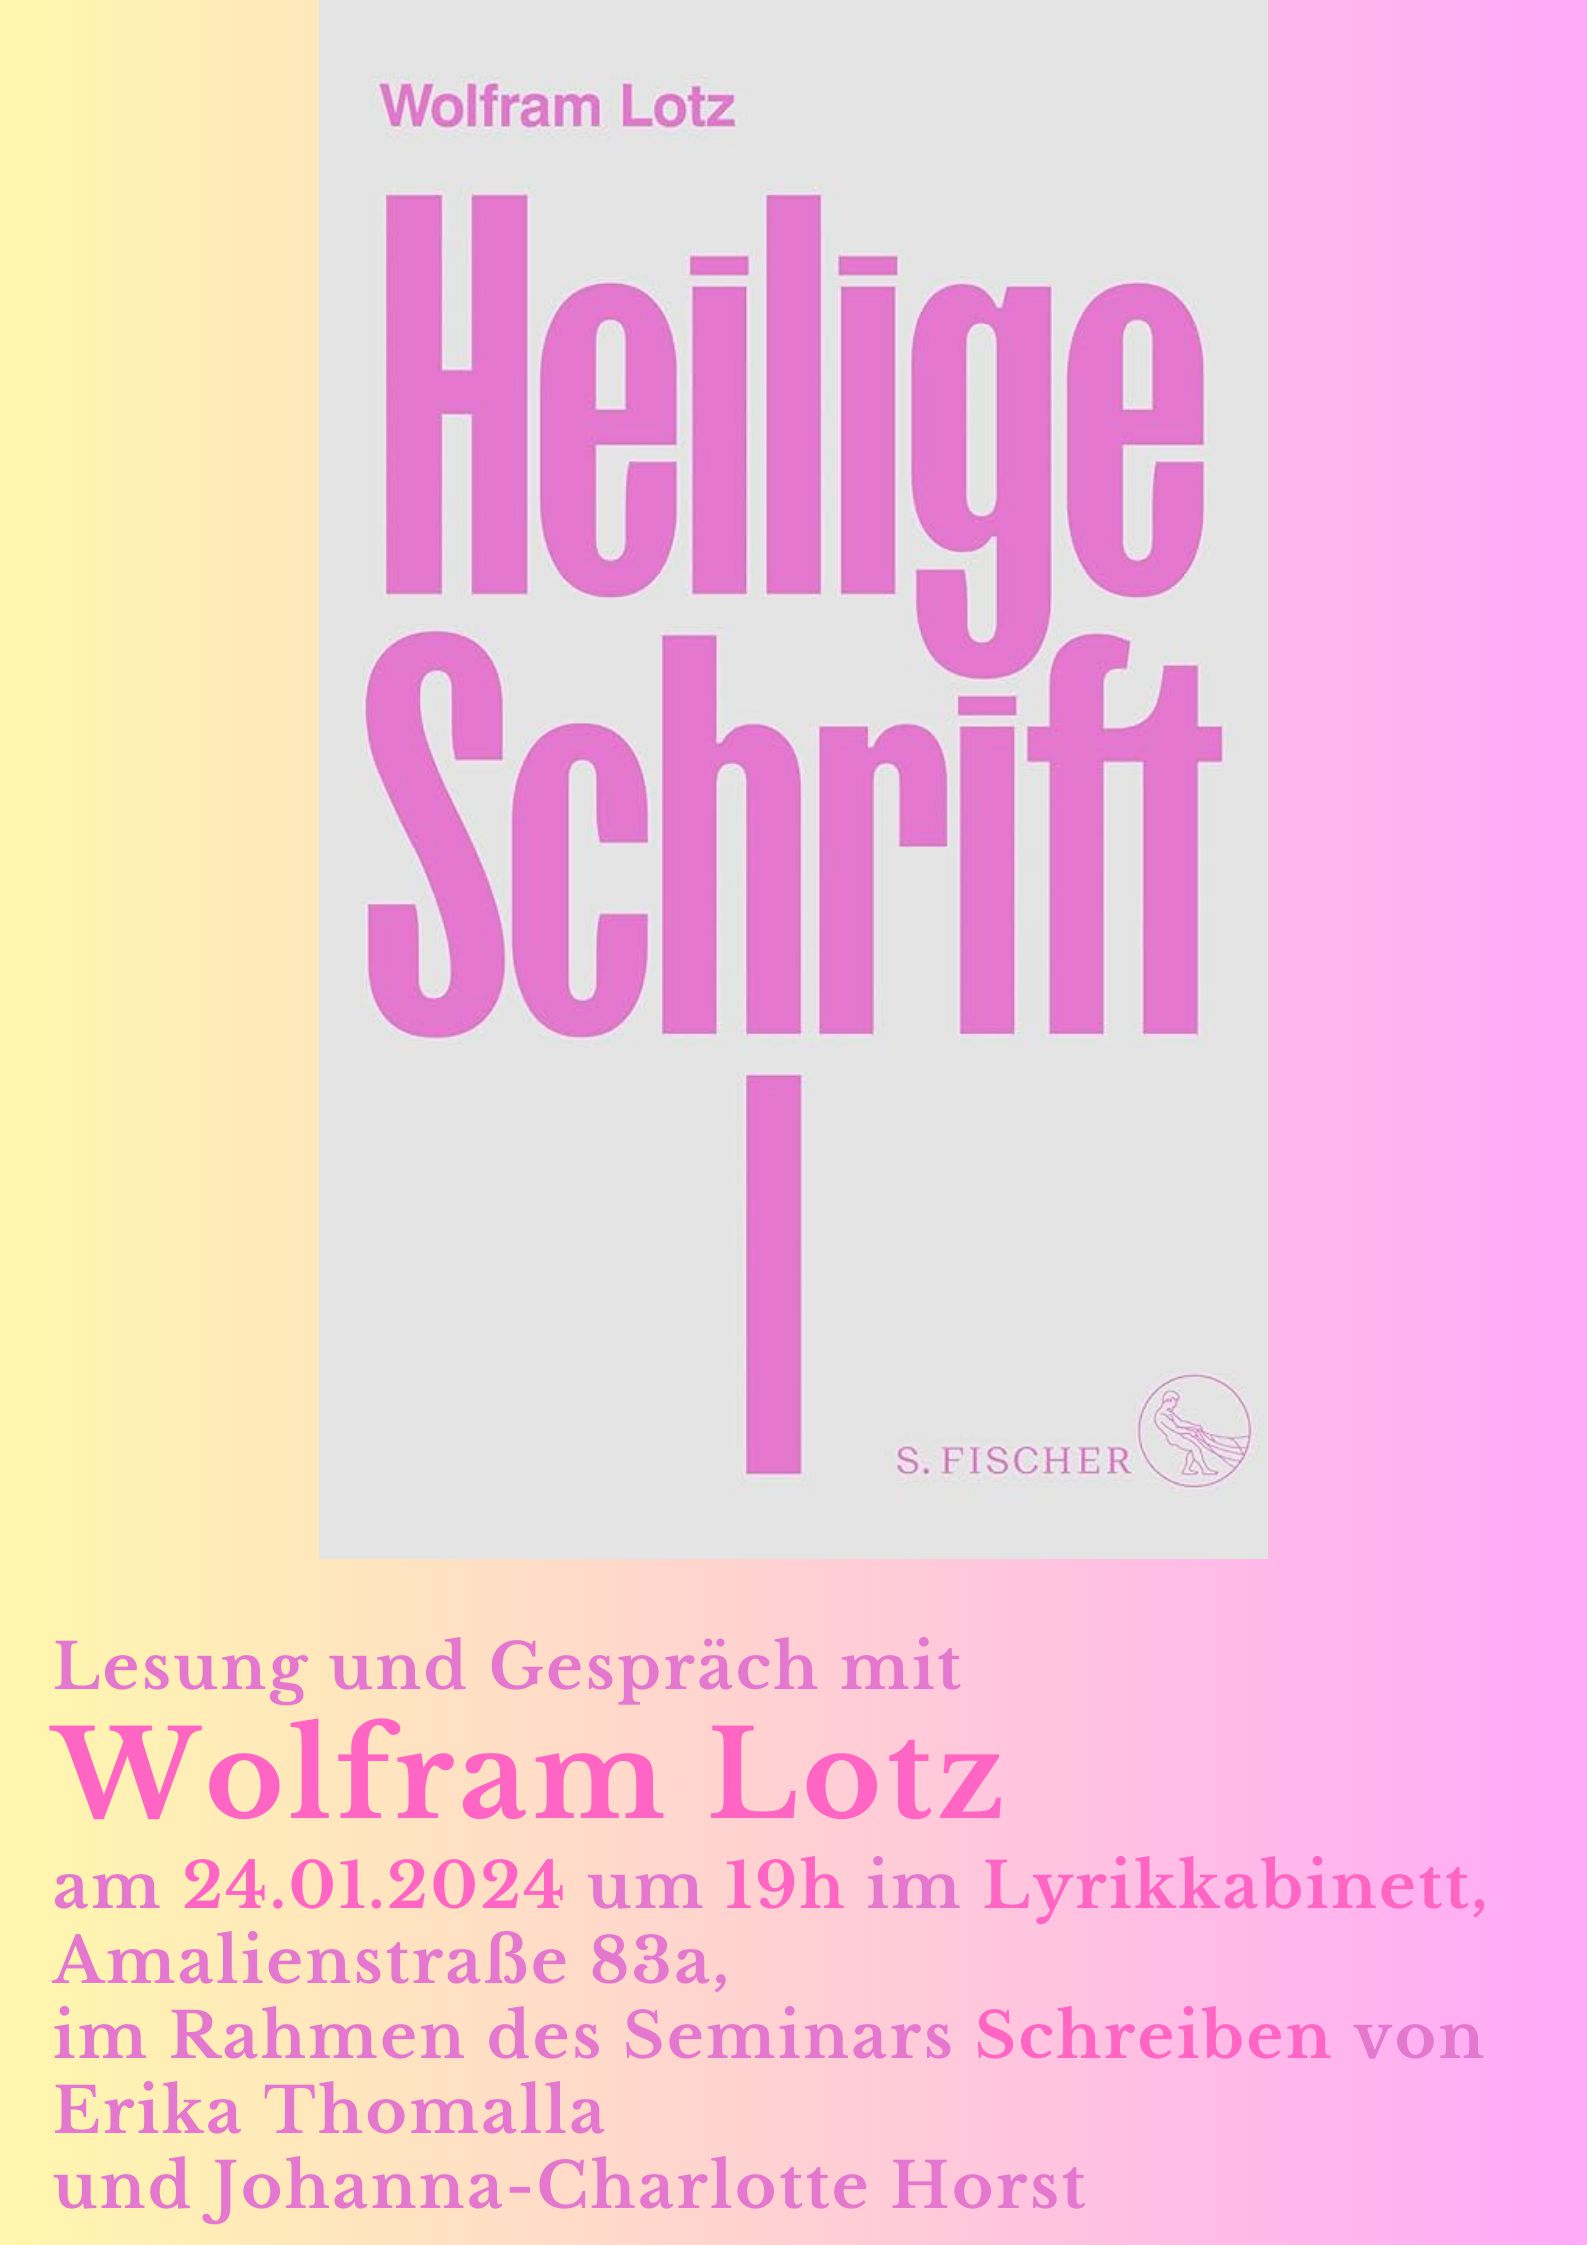 Wolfram Lotz
Heilige
Schrift
I
S. FISCHER
Lesung und Gespräch mit
Wolfram Lotz
am 24.01.2024 um 19h im Lyrikkabinett,
Amalienstraße 83a,
im Rahmen des Seminars Schreiben von
Erika Thomalla
und Johanna-Charlotte Horst